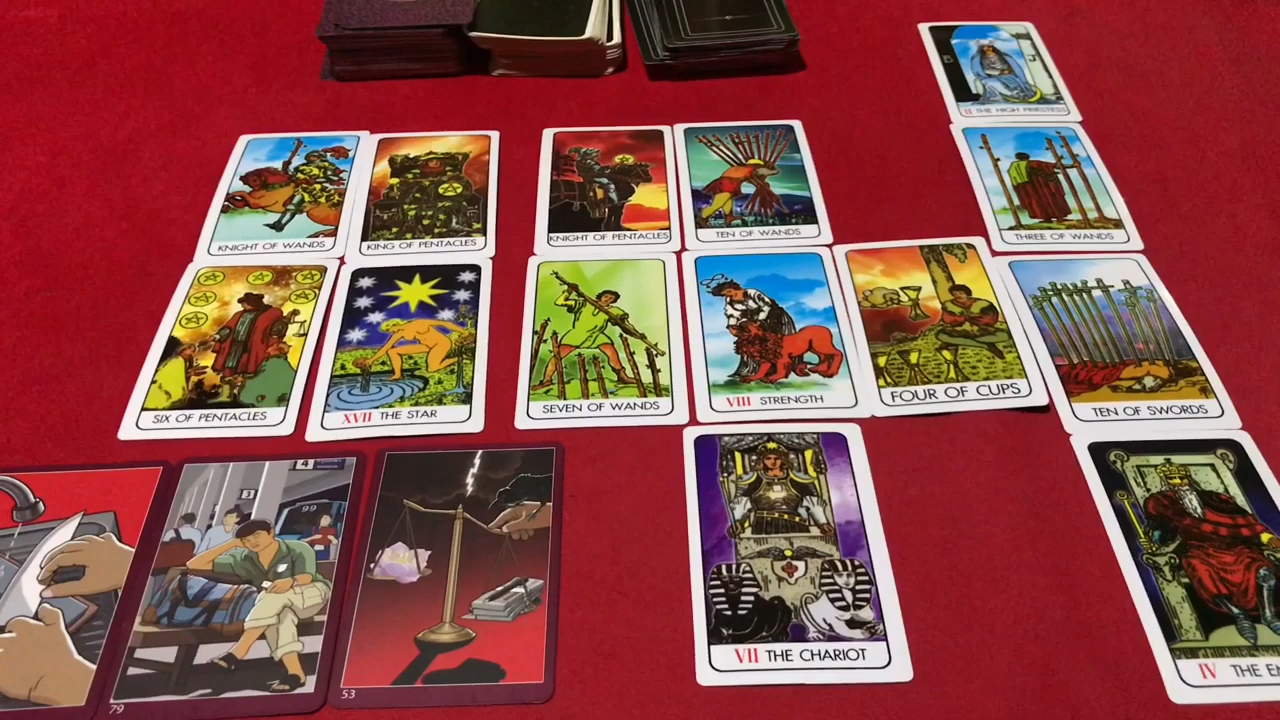 B J
II THE HIGH PRIESTESS
KNIGHT OF WANDS
KING OF PENTACLES
KNIGHT OF PENTACLES
TEN OF WANDS
THREE OF WANDS
SIX OF PENTACLES
XVII THE STAR
SEVEN OF WANDS
VIII STRENGTH
FOUR OF CUPS
TEN OF SWORDS
4
3
99
79
53
VII THE CHARIOT
IV THE E